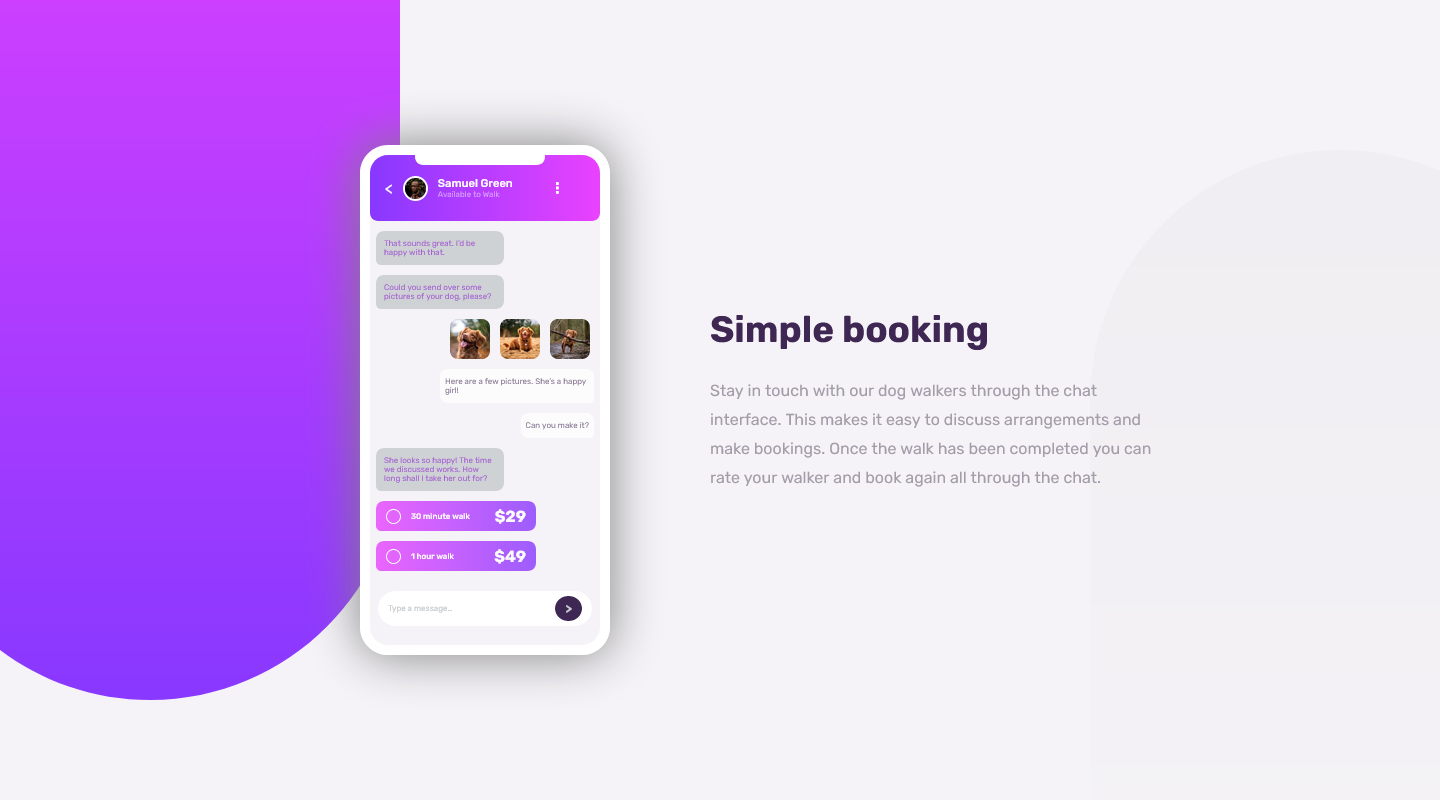 Samuel Green
Available to Walk
That sounds great. I'd be
happy with that.
Could you send over some
pictures of your dog, please?
Here are a few pictures. She's a happy
girl!
Can you make it?
She looks so happy! The time
we discussed works. How
long shall I take her out for?
30 minute walk $29
1 hour walk $49
Type a message...
Simple booking
Stay in touch with our dog walkers through the chat
interface. This makes it easy to discuss arrangements and
make bookings. Once the walk has been completed you can
rate your walker and book again all through the chat.